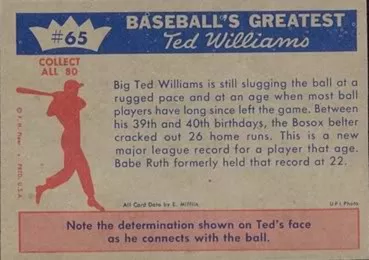 #65
BASEBALL'S GREATEST
Ted Williams
COLLECT
ALL 80
Big Ted Williams is still slugging the ball at a
rugged pace and at an age when most ball
players have long since left the game. Between
his 39th and 40th birthdays, the Bosox belter
cracked out 26 home runs. This is a new
major league record for a player that age.
Babe Ruth formerly held that record at 22.
All Card Data by E. Mifflin.
U.P.I. Photo
Note the determination shown on Ted's face
as he connects with the ball.